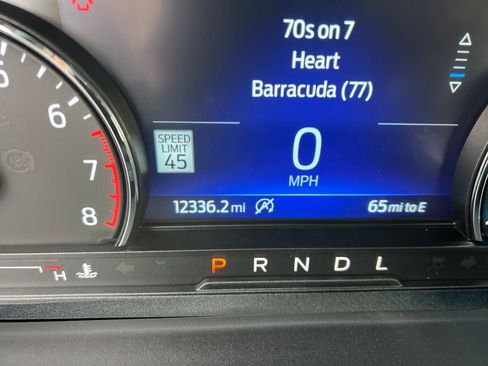 70s on 7
Heart
Barracuda (77)
6
7
8
SPEED
LIMIT
45
0
MPH
12336.2 mi
65 mi to E
H
P R N D L